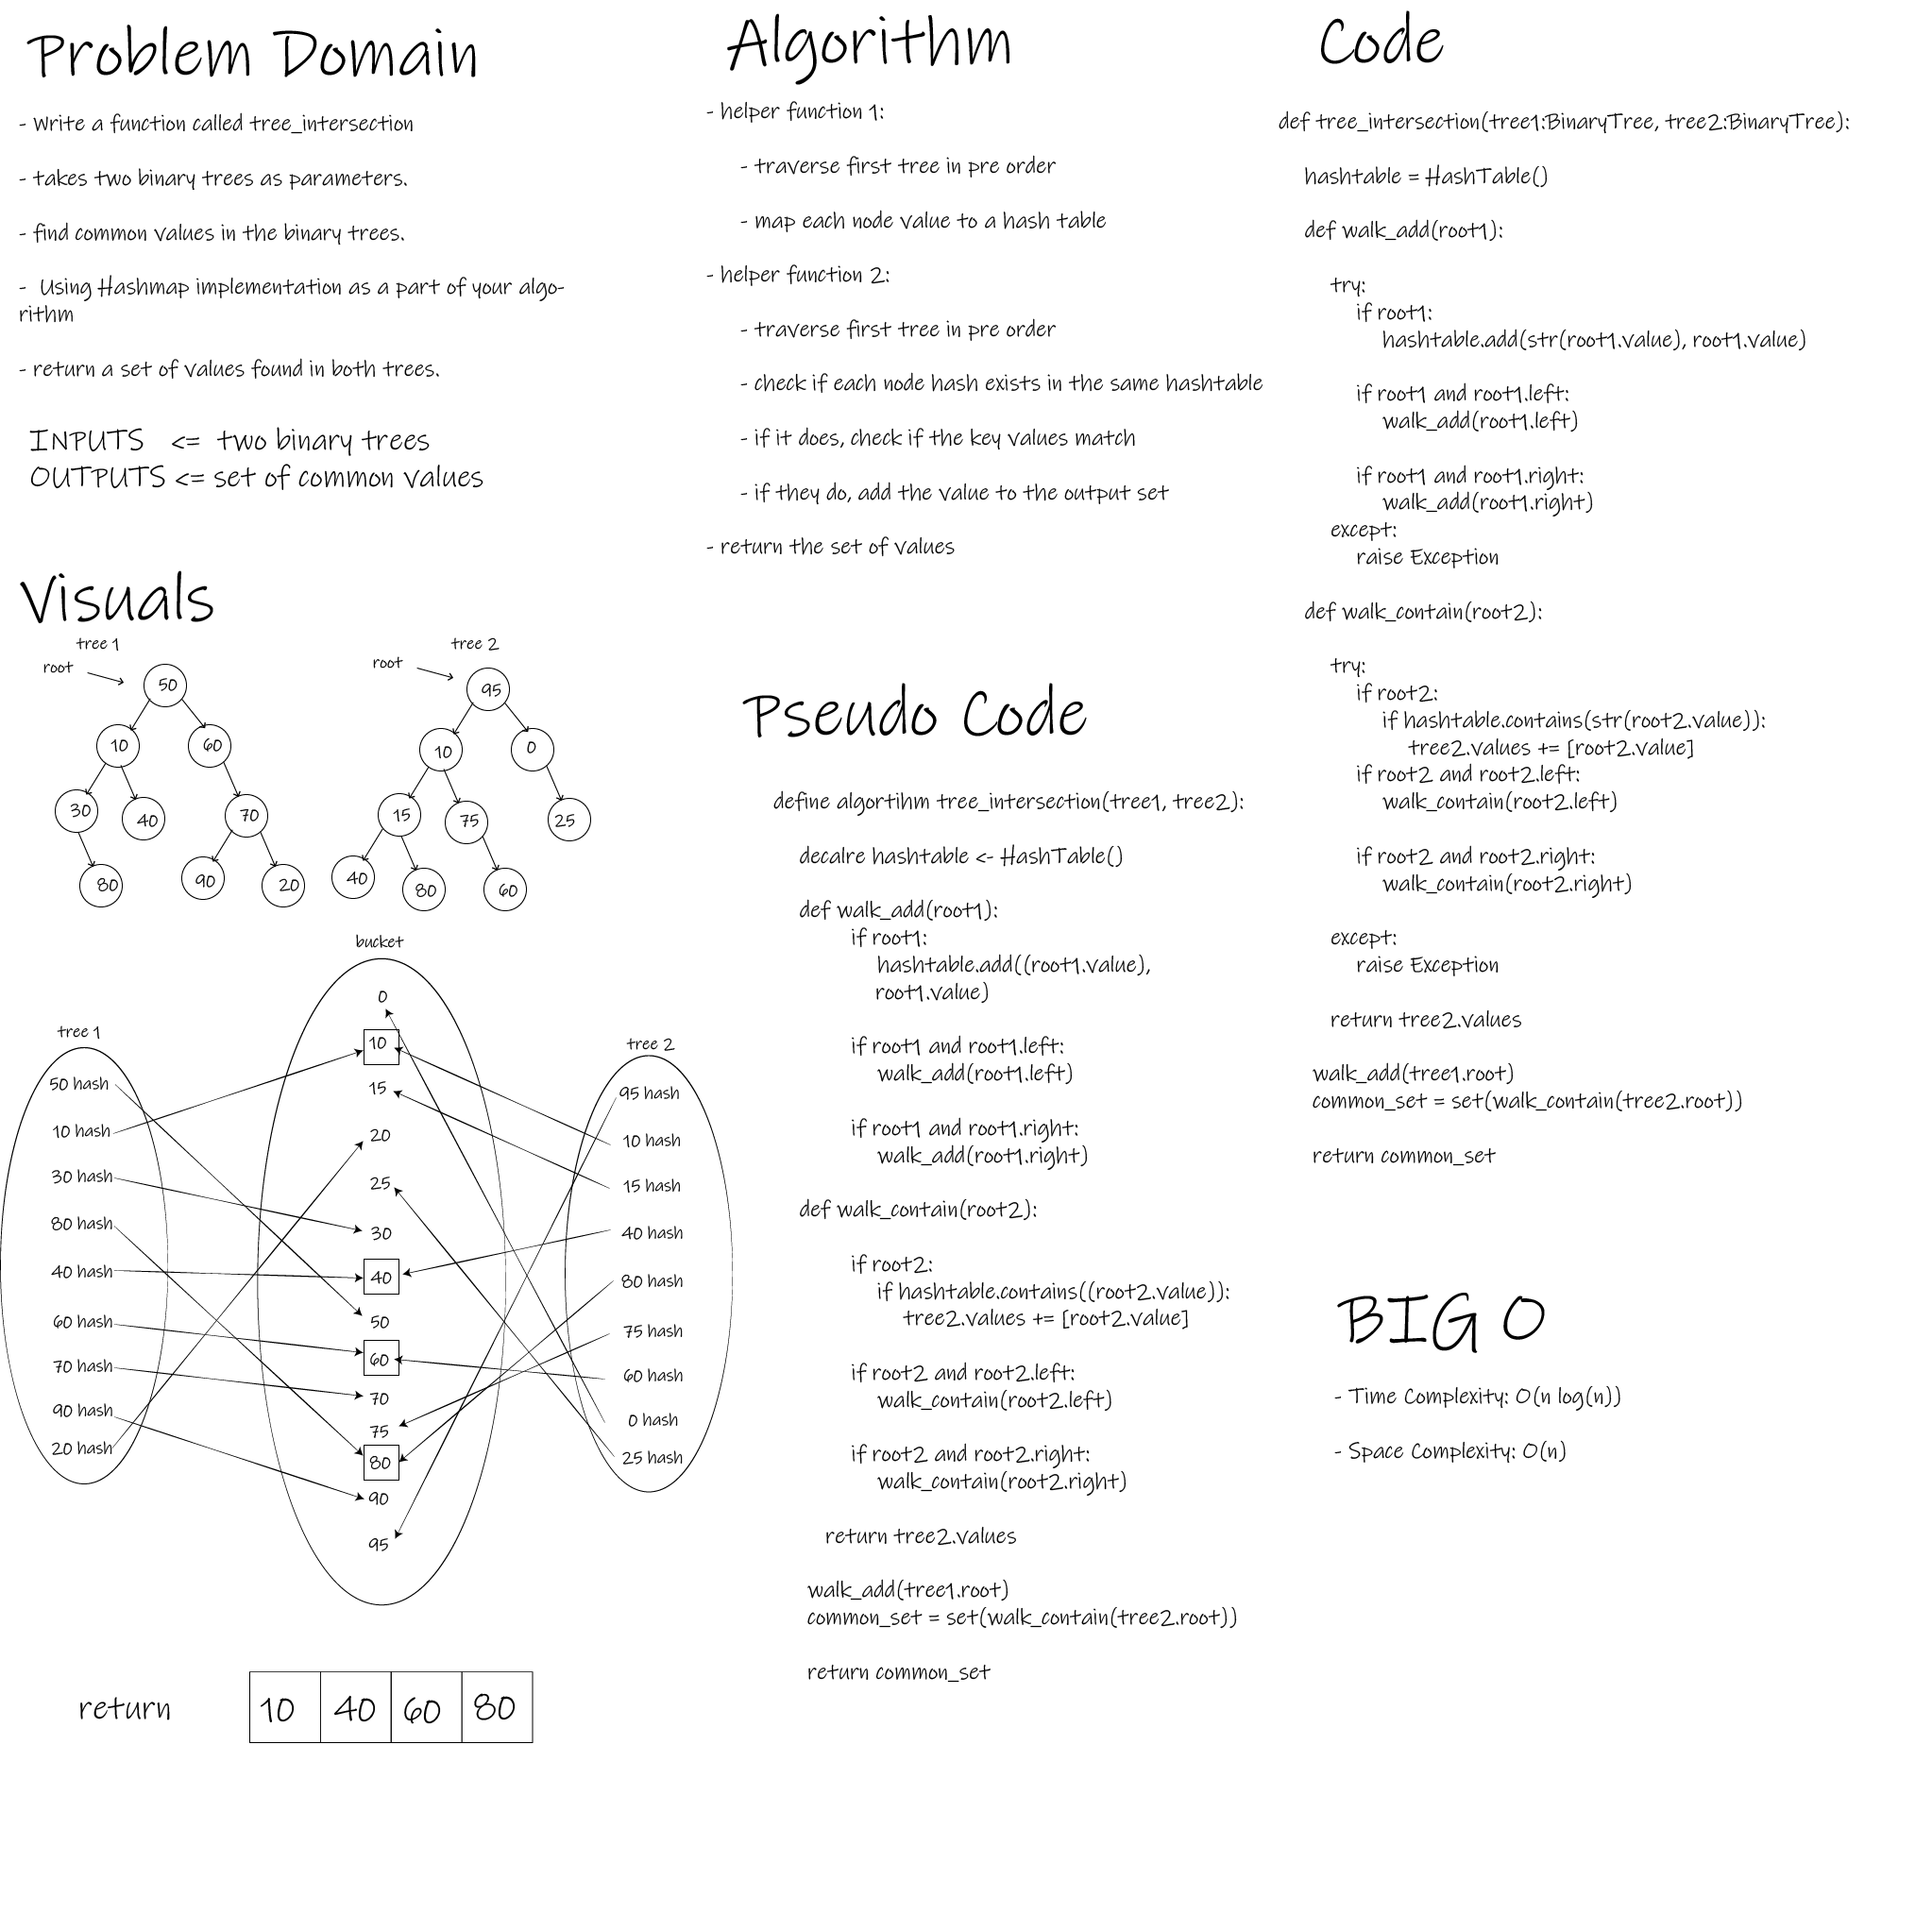 Problem Domain
- Write a function called tree_intersection
- takes two binary trees as parameters.
- find common values in the binary trees.
- Using Hashmap implementation as a part of your algo-
rithm
- return a set of values found in both trees.
INPUTS <= two binary trees
OUTPUTS <= set of common values
Visuals
tree 1
root
50
10
60
30
40
70
80
90
20
tree 2
root
95
10
0
15
75
25
40
80
60
bucket
0
10
15
20
25
30
40
50
60
70
75
80
90
95
tree 1
50 hash
10 hash
30 hash
80 hash
40 hash
60 hash
70 hash
90 hash
20 hash
tree 2
95 hash
10 hash
15 hash
40 hash
80 hash
75 hash
60 hash
0 hash
25 hash
return
10 40 60 80
Algorithm
- helper function 1:
- traverse first tree in pre order
- map each node value to a hash table
- helper function 2:
- traverse first tree in pre order
- check if each node hash exists in the same hashtable
- if it does, check if the key values match
- if they do, add the value to the output set
- return the set of values
Pseudo Code
define algortihm tree_intersection(tree1, tree2):
decalre hashtable <- HashTable()
def walk_add(root1):
if root1:
hashtable.add((root1.value),
root1.value)
if root1 and root1.left:
walk_add(root1.left)
if root1 and root1.right:
walk_add(root1.right)
def walk_contain(root2):
if root2:
if hashtable.contains((root2.value)):
tree2.values += [root2.value]
if root2 and root2.left:
walk_contain(root2.left)
if root2 and root2.right:
walk_contain(root2.right)
return tree2.values
walk_add(tree1.root)
common_set = set(walk_contain(tree2.root))
return common_set
Code
def tree_intersection(tree1:BinaryTree, tree2:BinaryTree):
hashtable = HashTable()
def walk_add(root1):
try:
if root1:
hashtable.add(str(root1.value), root1.value)
if root1 and root1.left:
walk_add(root1.left)
if root1 and root1.right:
walk_add(root1.right)
except:
raise Exception
def walk_contain(root2):
try:
if root2:
if hashtable.contains(str(root2.value)):
tree2.values += [root2.value]
if root2 and root2.left:
walk_contain(root2.left)
if root2 and root2.right:
walk_contain(root2.right)
except:
raise Exception
return tree2.values
walk_add(tree1.root)
common_set = set(walk_contain(tree2.root))
return common_set
BIG O
- Time Complexity: O(n log(n))
- Space Complexity: O(n)